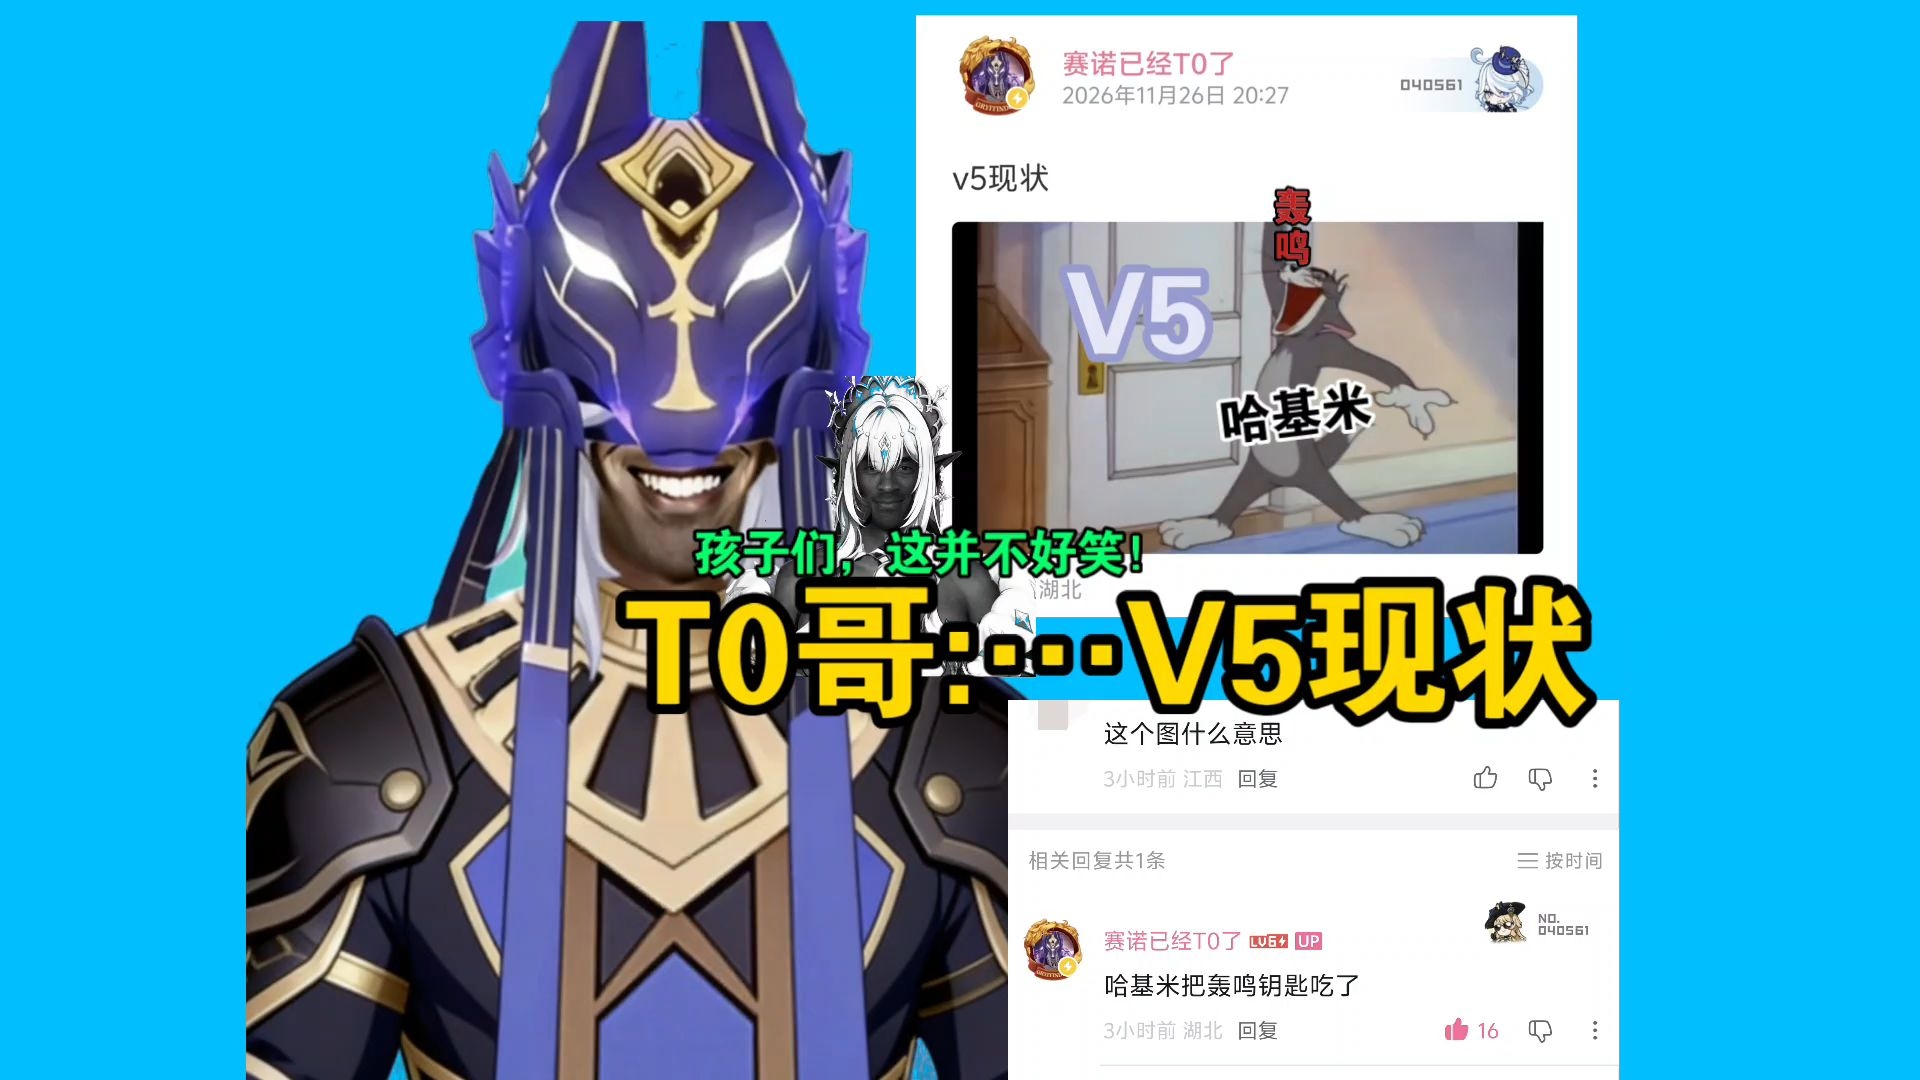 赛诺已经T0了
2026年11月26日 20:27
040561
v5现状
轰鸣
V5
哈基米
孩子们，这并不好笑！
湖北
T0哥:…V5现状
这个图什么意思
3小时前 江西 回复
相关回复共1条
按时间
赛诺已经T0了 LV6 UP
NO.
040561
哈基米把轰鸣钥匙吃了
3小时前 湖北 回复
16